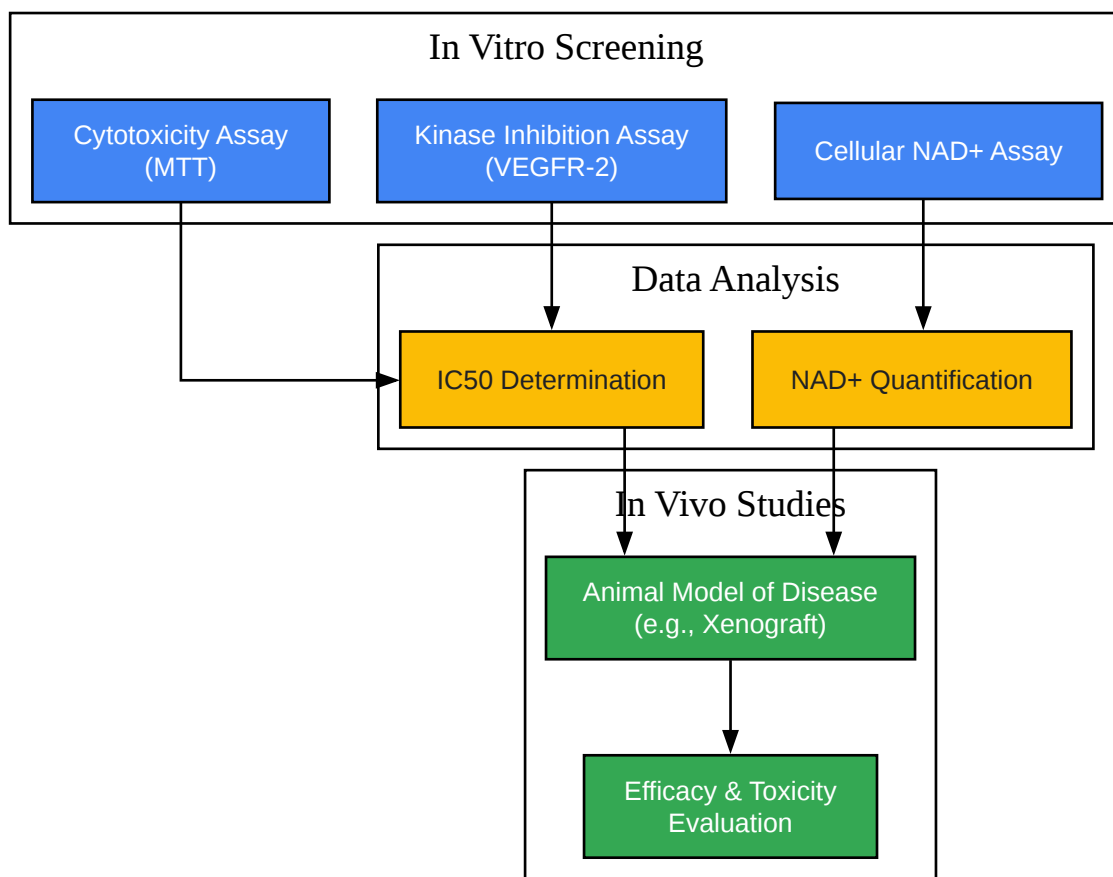 In Vitro Screening
Cytotoxicity Assay
(MTT)
Kinase Inhibition Assay
(VEGFR-2)
Cellular NAD+ Assay
Data Analysis
IC50 Determination
NAD+ Quantification
In Vivo Studies
Animal Model of Disease
(e.g., Xenograft)
Efficacy & Toxicity
Evaluation